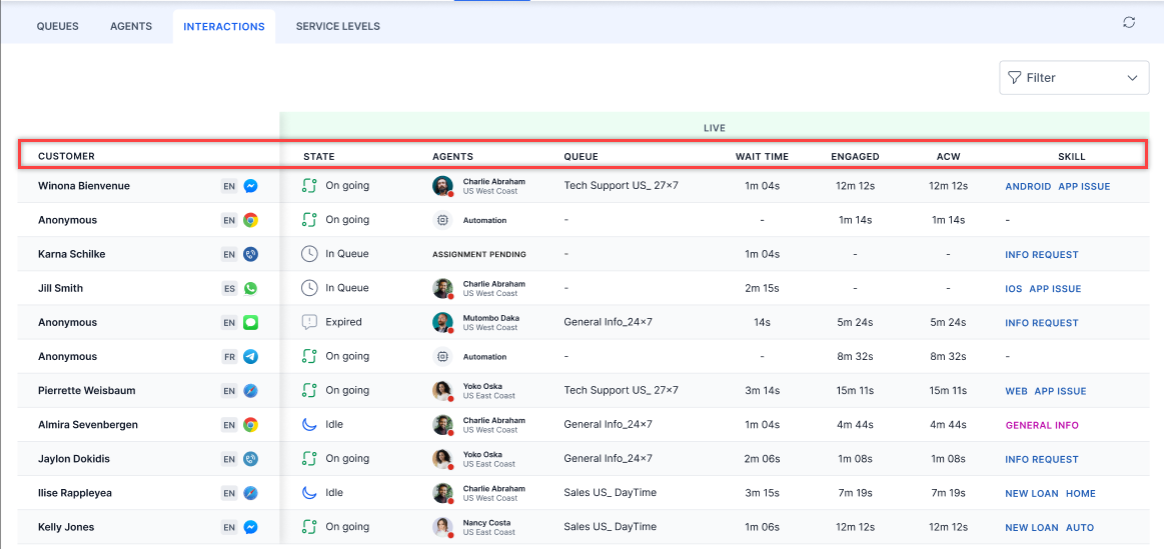 QUEUES AGENTS INTERACTIONS SERVICE LEVELS
Filter
LIVE
CUSTOMER STATE AGENTS QUEUE WAIT TIME ENGAGED ACW SKILL
Winona Bienvenue EN On going Charlie Abraham US West Coast Tech Support US_ 27×7 1m 04s 12m 12s 12m 12s ANDROID APP ISSUE
Anonymous EN On going Automation - - 1m 14s 1m 14s -
Karna Schilke EN In Queue ASSIGNMENT PENDING - 1m 04s - - INFO REQUEST
Jill Smith ES In Queue Charlie Abraham US West Coast - 2m 15s - - IOS APP ISSUE
Anonymous EN Expired Mutombo Daka US West Coast General Info_24×7 14s 5m 24s 5m 24s INFO REQUEST
Anonymous FR On going Automation - - 8m 32s 8m 32s -
Pierrette Weisbaum EN On going Yoko Oska US East Coast Tech Support US_ 27×7 3m 14s 15m 11s 15m 11s WEB APP ISSUE
Almira Sevenbergen EN Idle Charlie Abraham US West Coast General Info_24×7 1m 04s 4m 44s 4m 44s GENERAL INFO
Jaylon Dokidis EN On going Yoko Oska US East Coast General Info_24×7 2m 06s 1m 08s 1m 08s INFO REQUEST
Ilise Rappleyea EN Idle Charlie Abraham US West Coast Sales US_ DayTime 3m 15s 7m 19s 7m 19s NEW LOAN HOME
Kelly Jones EN On going Nancy Costa US East Coast Sales US_ DayTime 1m 06s 12m 12s 12m 12s NEW LOAN AUTO